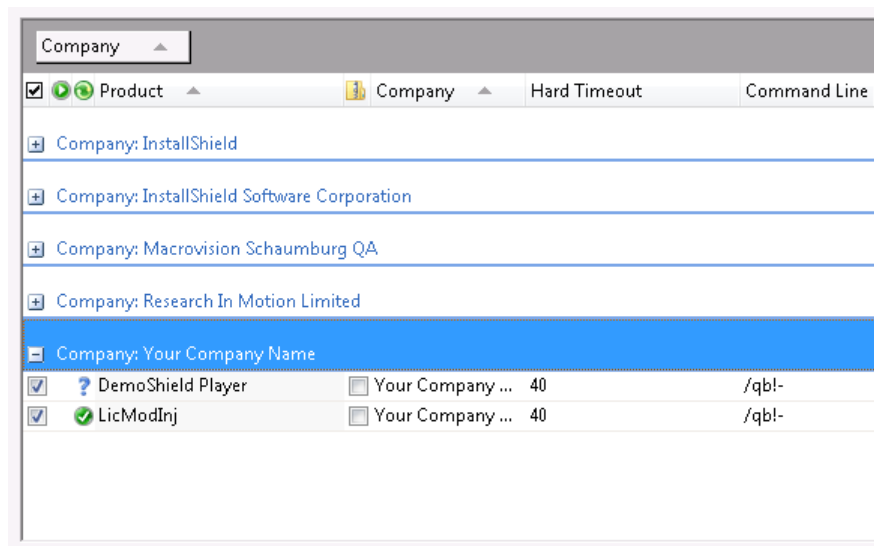 Company
Product Company Hard Timeout Command Line
Company: InstallShield
Company: InstallShield Software Corporation
Company: Macrovision Schaumburg QA
Company: Research In Motion Limited
Company: Your Company Name
DemoShield Player Your Company ... 40 /qb!-
LicModInj Your Company ... 40 /qb!-